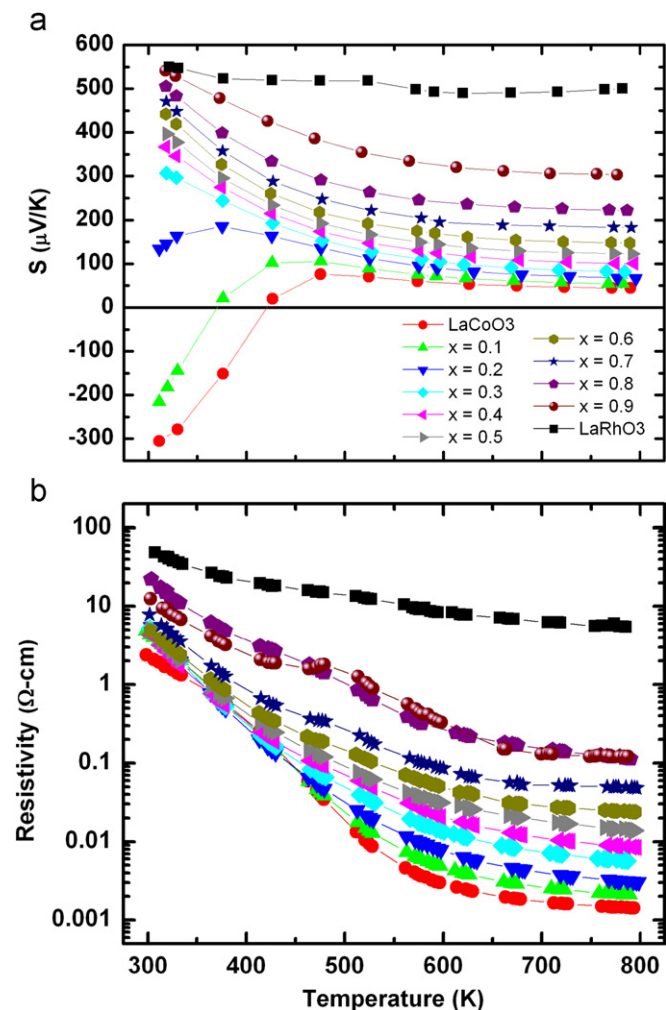 a
600
500
400
300
200
100
0
-100
-200
-300
S (µV/K)
LaCoO3
x = 0.1
x = 0.2
x = 0.3
x = 0.4
x = 0.5
x = 0.6
x = 0.7
x = 0.8
x = 0.9
LaRhO3
b
100
10
1
0.1
0.01
0.001
Resistivity (Ω-cm)
300 400 500 600 700 800
Temperature (K)